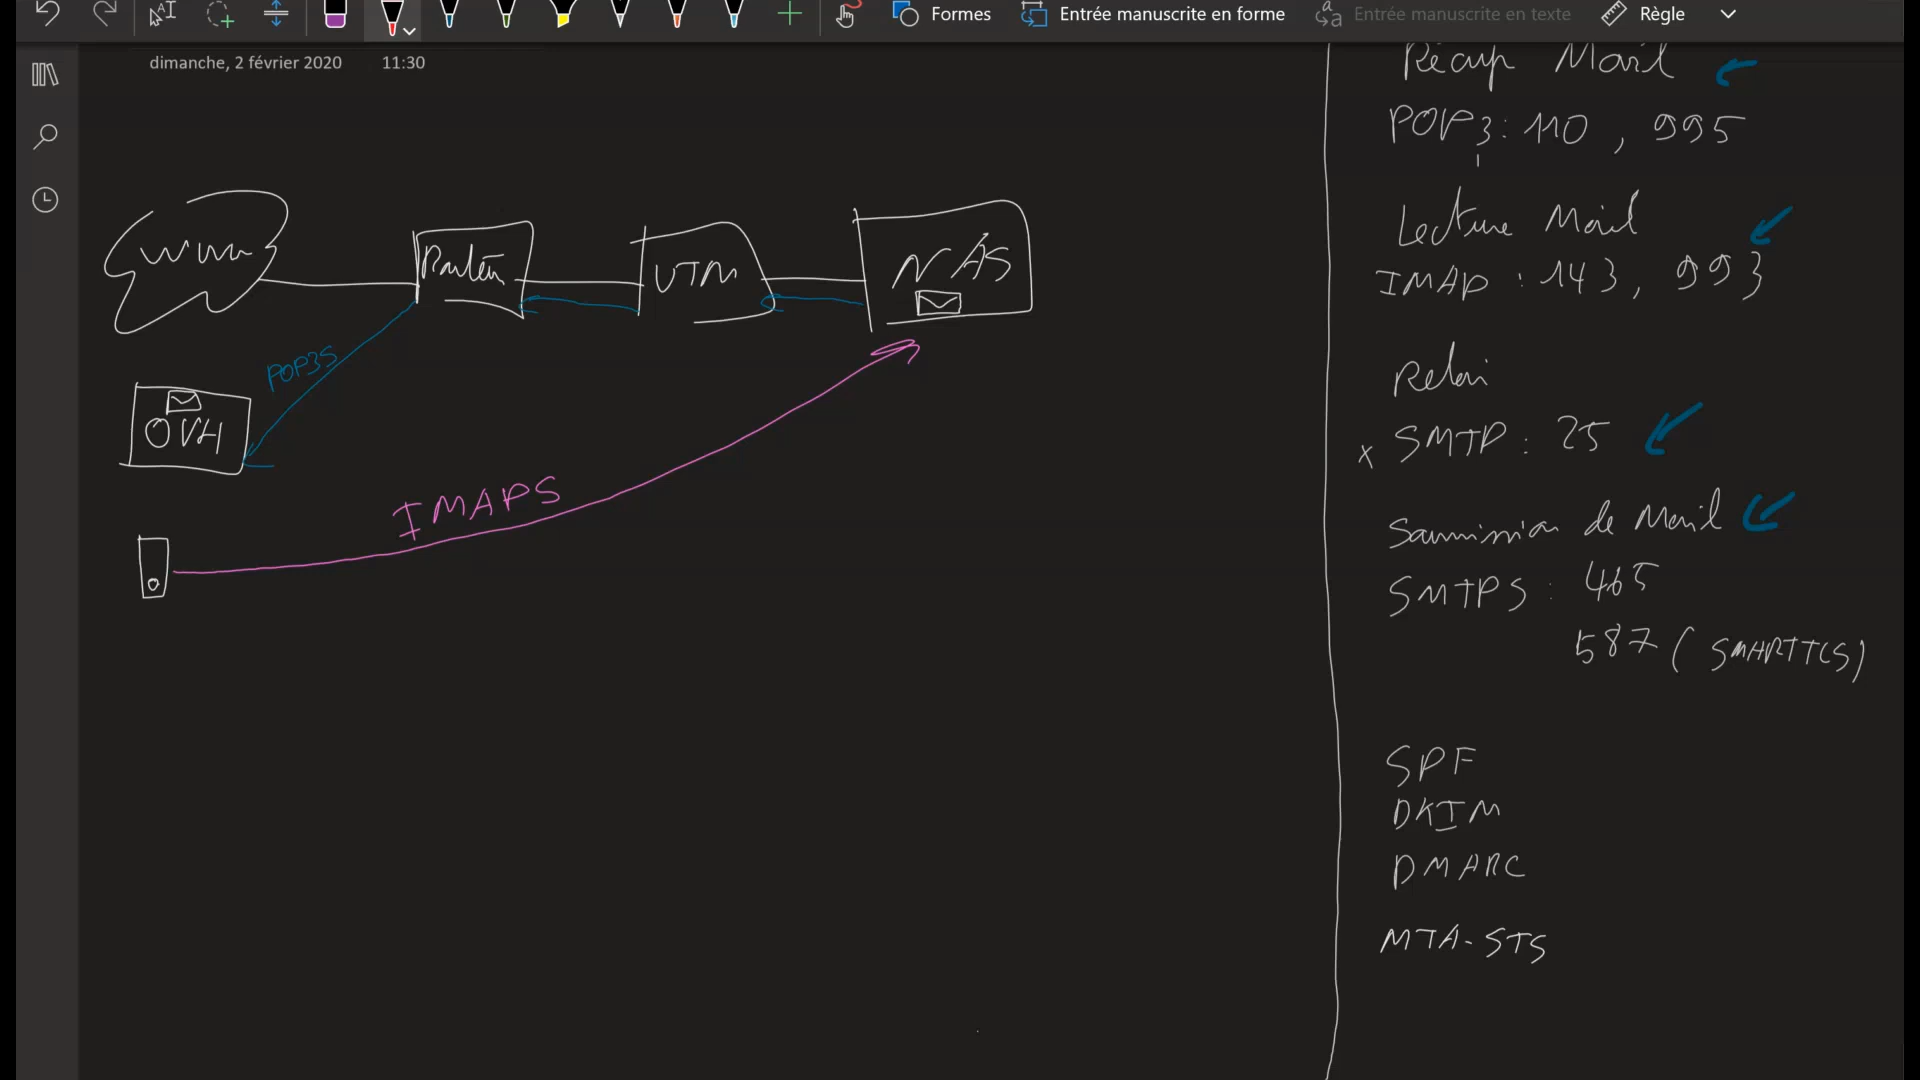 Formes
Entrée manuscrite en forme
Entrée manuscrite en texte
Règle
dimanche, 2 février 2020 11:30
www
Routeur
UTM
NAS
POP3S
OVH
IMAPS
Récup Mail
POP3: 110, 995
Lecture Mail
IMAP : 143, 993
Relai
x SMTP : 25
Soumission de Mail
SMTPS : 465
587 (SMARTTLS)
SPF
DKIM
DMARC
MTA-STS